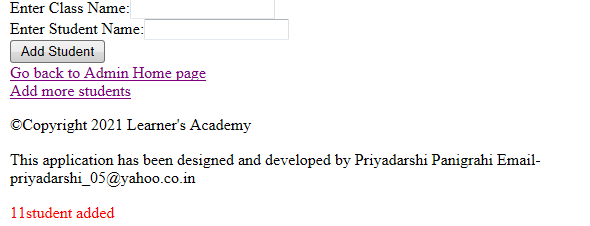 Enter Class Name:
Enter Student Name:
Add Student
Go back to Admin Home page
Add more students
©Copyright 2021 Learner's Academy
This application has been designed and developed by Priyadarshi Panigrahi Email-
priyadarshi_05@yahoo.co.in
11student added